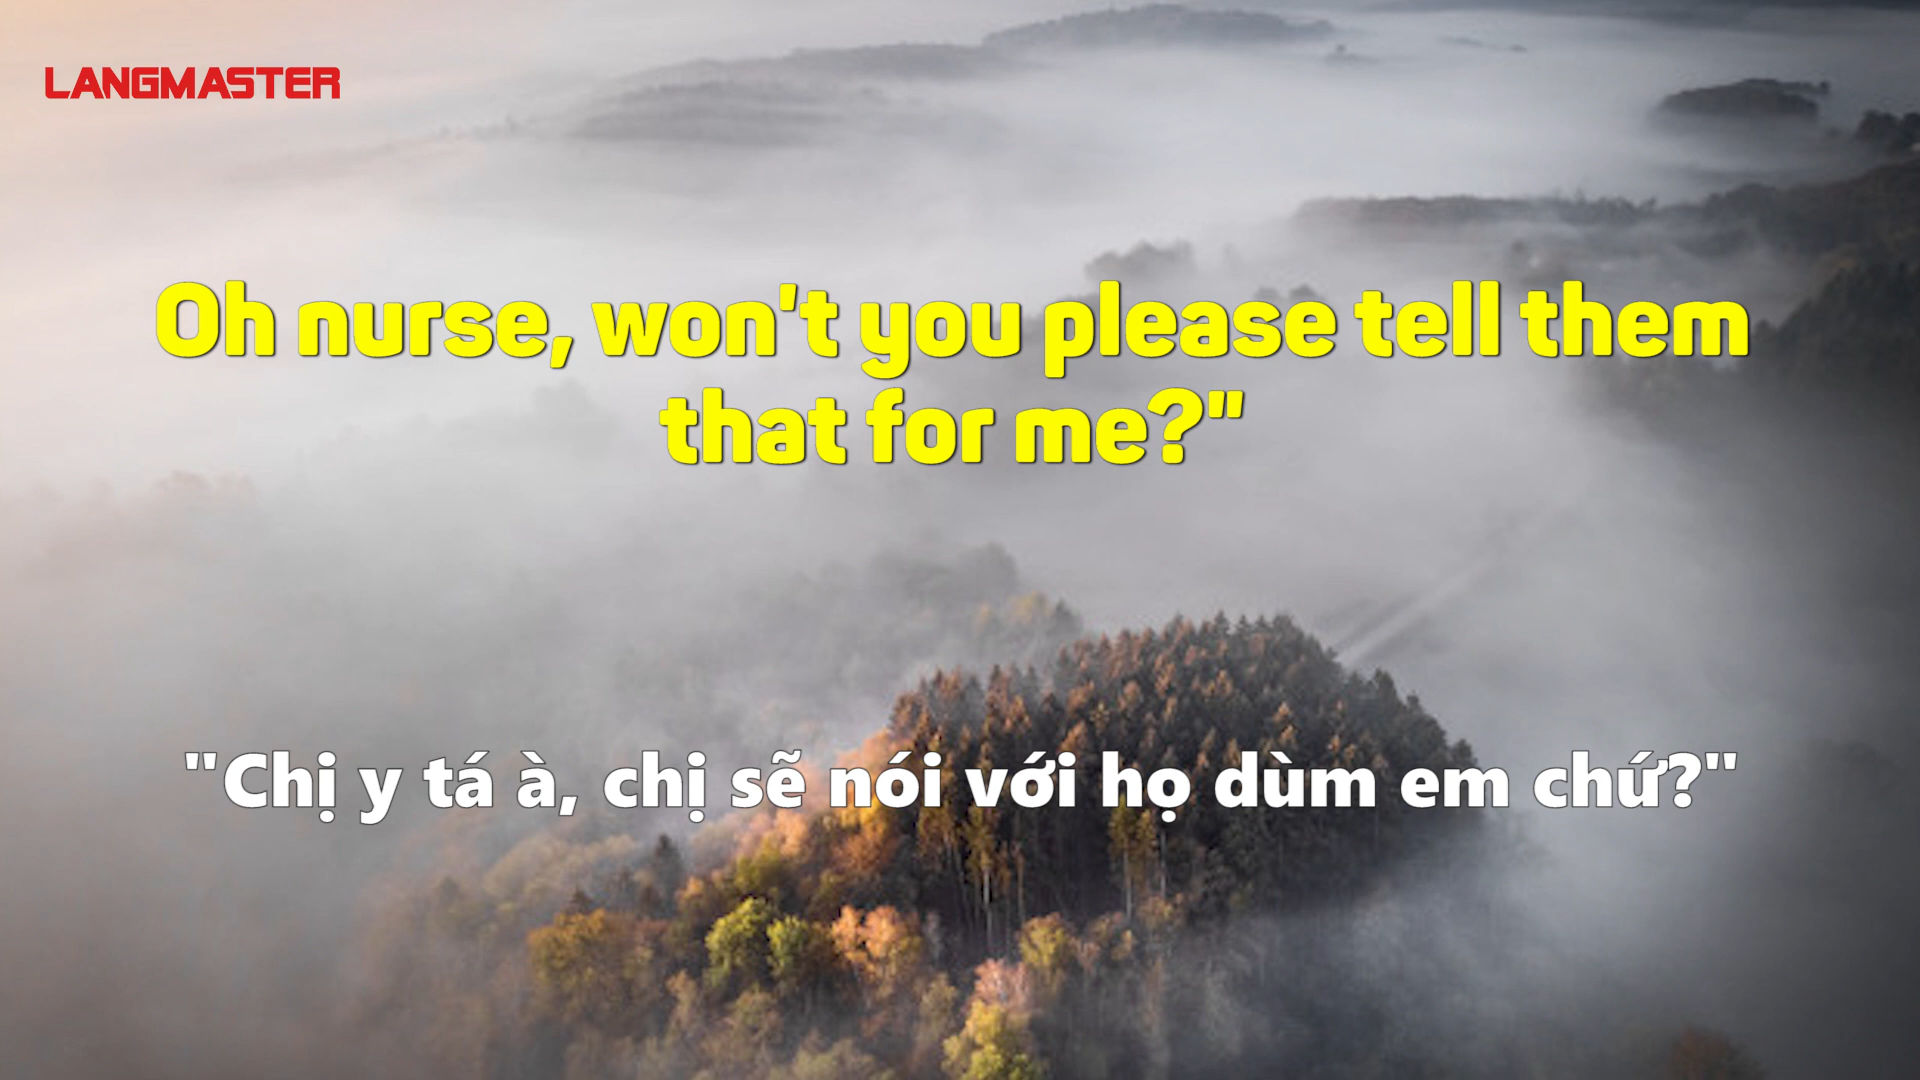 LANGMASTER
Oh nurse, won't you please tell them
that for me?"
"Chị y tá à, chị sẽ nói với họ dùm em chứ?"